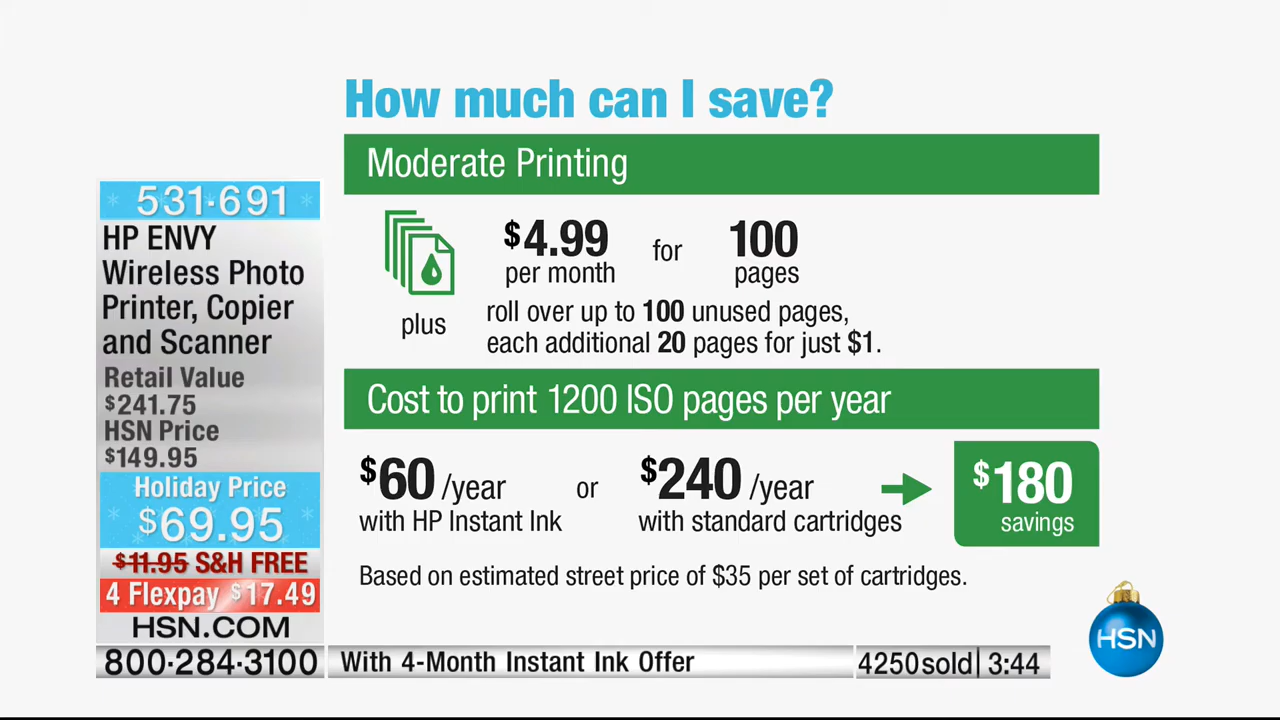 How much can I save?
Moderate Printing
$4.99 per month
for
100 pages
plus
roll over up to 100 unused pages,
each additional 20 pages for just $1.
Cost to print 1200 ISO pages per year
$60 /year
with HP Instant Ink
or
$240 /year
with standard cartridges
$180
savings
Based on estimated street price of $35 per set of cartridges.
531-691
HP ENVY
Wireless Photo
Printer, Copier
and Scanner
Retail Value
$241.75
HSN Price
$149.95
Holiday Price
$69.95
$11.95 S&H FREE
4 Flexpay $17.49
HSN.COM
800-284-3100
With 4-Month Instant Ink Offer
4250sold | 3:44
HSN